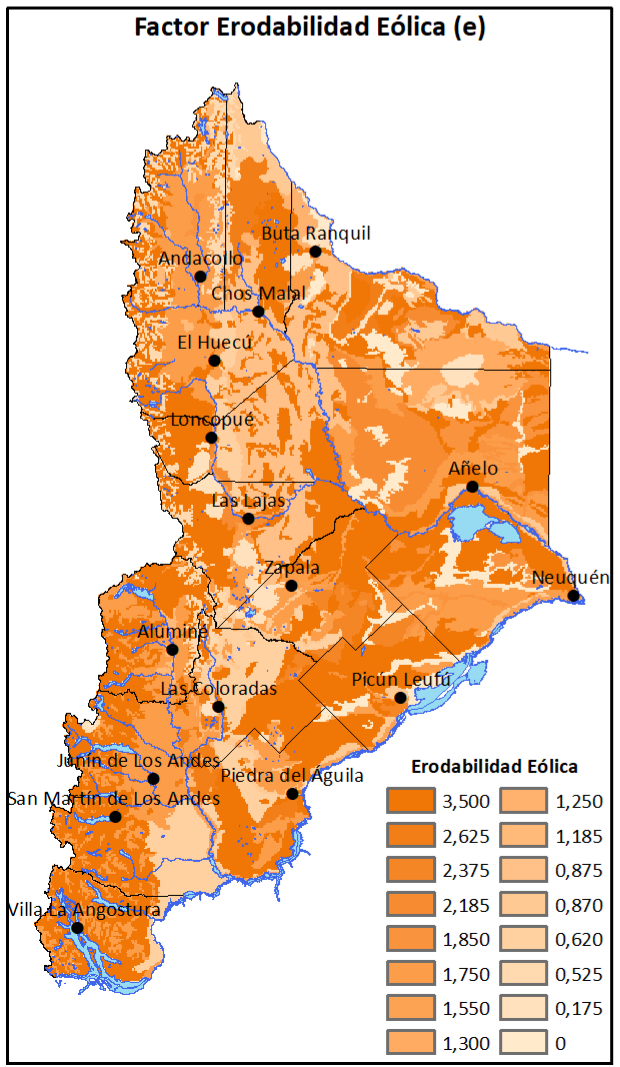 Factor Erodabilidad Eólica (e)
Buta Ranquil
Andacollo
Chos Malal
El Huecú
Loncopué
Añelo
Las Lajas
Zapala
Neuquén
Aluminé
Picún Leufú
Las Coloradas
Junín de Los Andes
Piedra del Águila
San Martín de Los Andes
Villa La Angostura
Erodabilidad Eólica
3,500 1,250
2,625 1,185
2,375 0,875
2,185 0,870
1,850 0,620
1,750 0,525
1,550 0,175
1,300 0